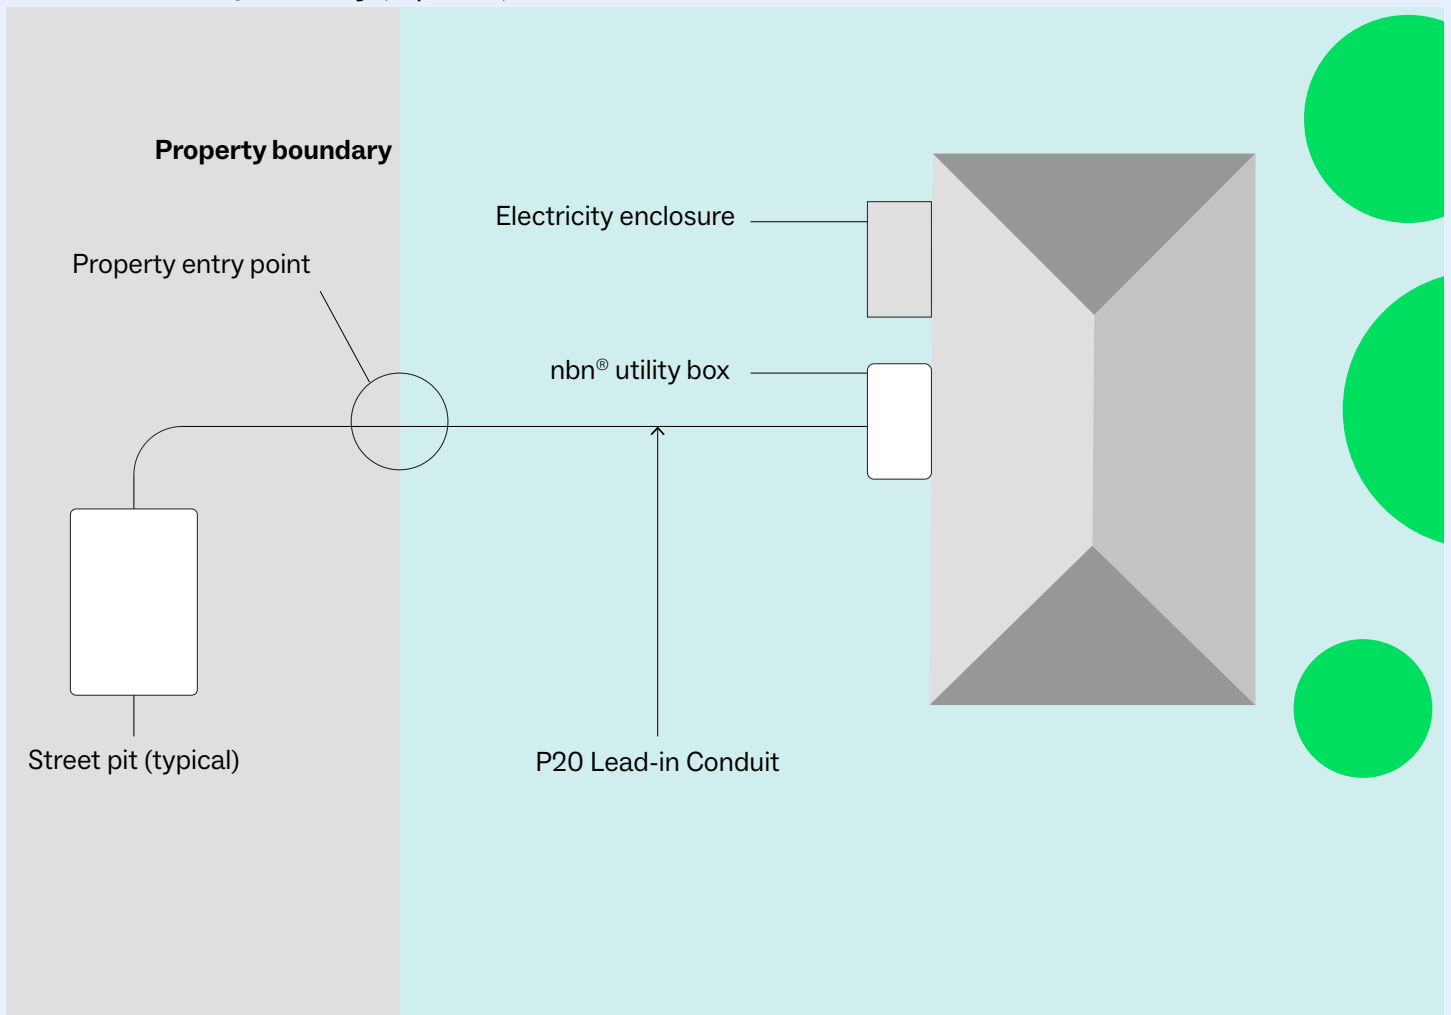 Property boundary
Electricity enclosure
Property entry point
nbn® utility box
Street pit (typical)
P20 Lead-in Conduit